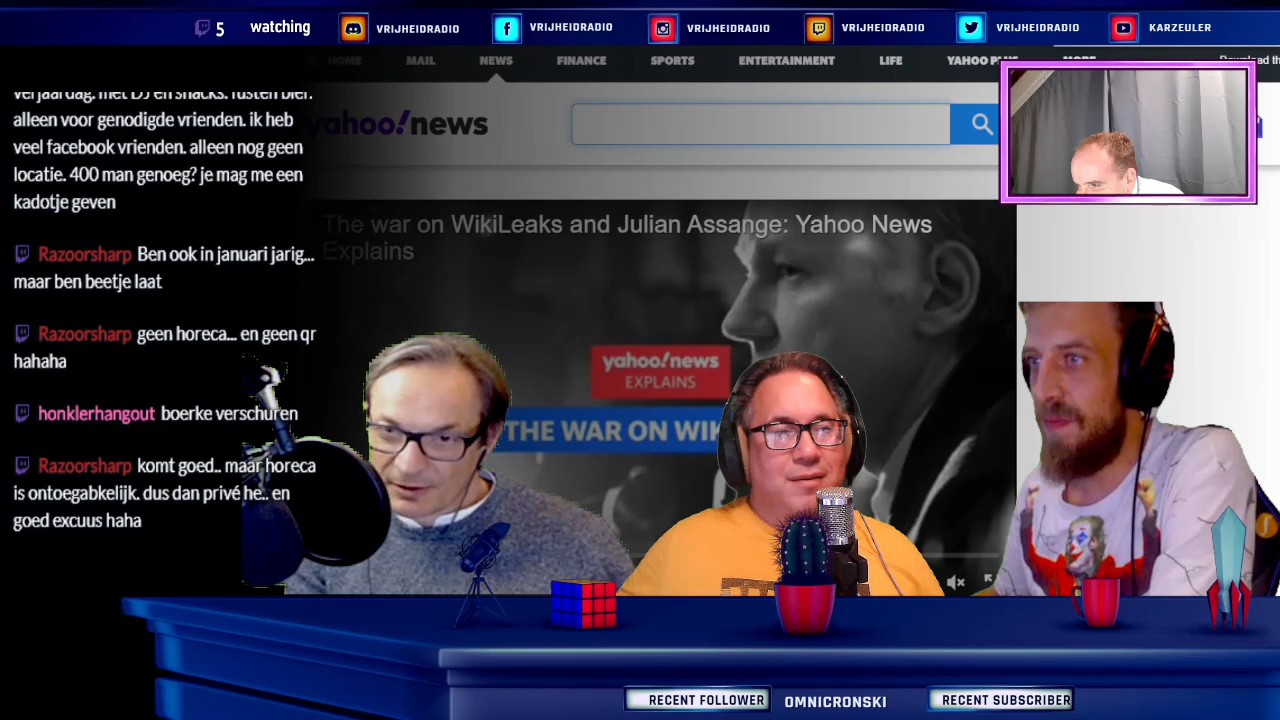 5 watching
VRIJHEIDRADIO
VRIJHEIDRADIO
VRIJHEIDRADIO
VRIJHEIDRADIO
VRIJHEIDRADIO
KARZEULER
HOME MAIL NEWS FINANCE SPORTS ENTERTAINMENT LIFE YAHOO PLUS MORE
Download th
yahoo!news
verjaardag. met DJ en snacks. fusten bier.
alleen voor genodigde vrienden. ik heb
veel facebook vrienden. alleen nog geen
locatie. 400 man genoeg? je mag me een
kadotje geven
Razoorsharp Ben ook in januari jarig...
maar ben beetje laat
Razoorsharp geen horeca... en geen qr
hahaha
honklerhangout boerke verschuren
Razoorsharp komt goed.. maar horeca
is ontoegabkelijk. dus dan privé he.. en
goed excuus haha
The war on WikiLeaks and Julian Assange: Yahoo News
Explains
yahoo!news
EXPLAINS
THE WAR ON WIK
RECENT FOLLOWER OMNICRONSKI RECENT SUBSCRIBER